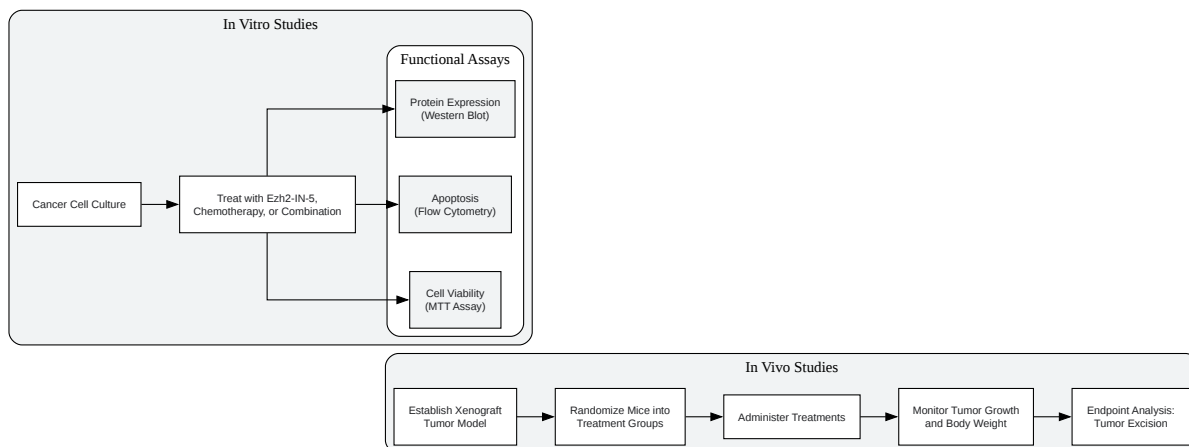 In Vitro Studies
Functional Assays
Protein Expression
(Western Blot)
Cancer Cell Culture
Treat with Ezh2-IN-5,
Chemotherapy, or Combination
Apoptosis
(Flow Cytometry)
Cell Viability
(MTT Assay)
In Vivo Studies
Establish Xenograft
Tumor Model
Randomize Mice into
Treatment Groups
Administer Treatments
Monitor Tumor Growth
and Body Weight
Endpoint Analysis:
Tumor Excision